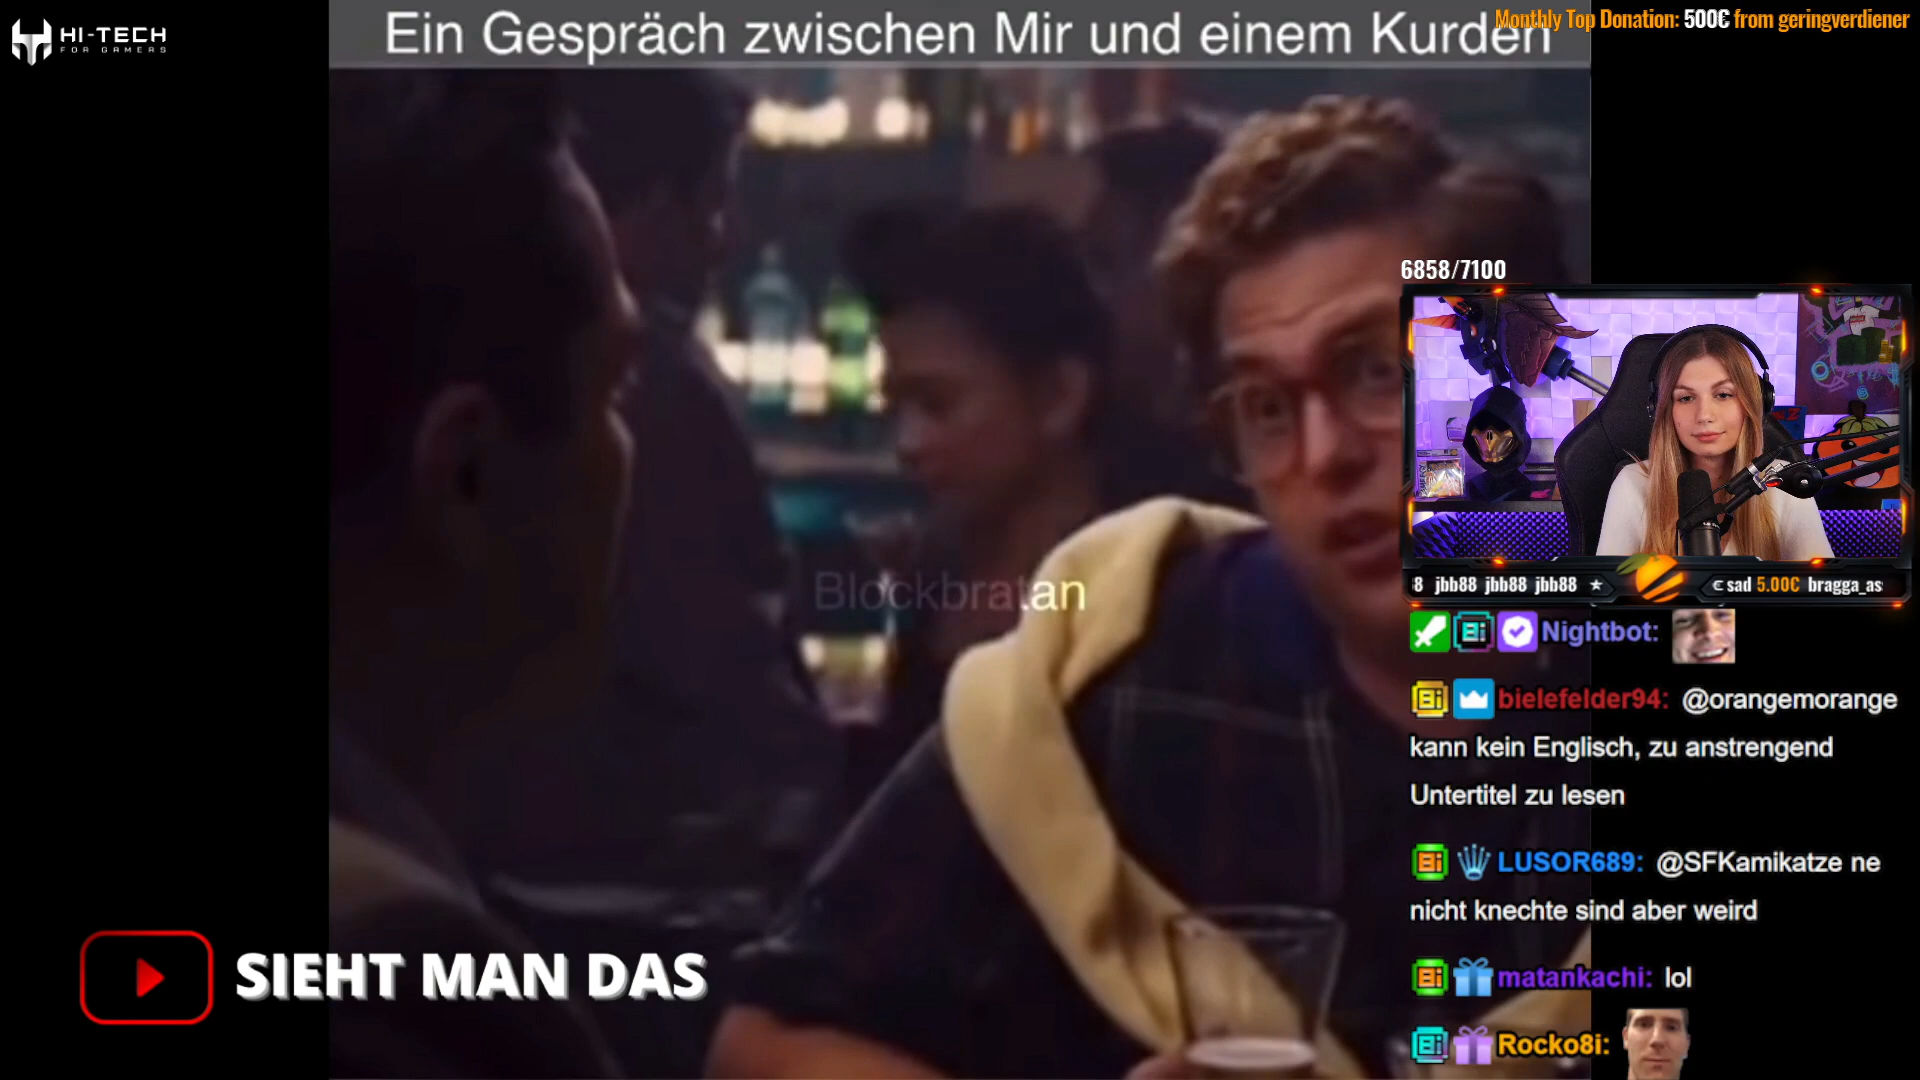 HI-TECH
FOR GAMERS
Ein Gespräch zwischen Mir und einem Kurden
Monthly Top Donation: 500€ from geringverdiener
6858/7100
Blockbratan
8 jbb88 jbb88 jbb88 ★
sad 5.00€ bragga_as
Nightbot:
bielefelder94: @orangemorange
kann kein Englisch, zu anstrengend
Untertitel zu lesen
LUSOR689: @SFKamikatze ne
nicht knechte sind aber weird
matankachi: lol
Rocko8i:
SIEHT MAN DAS